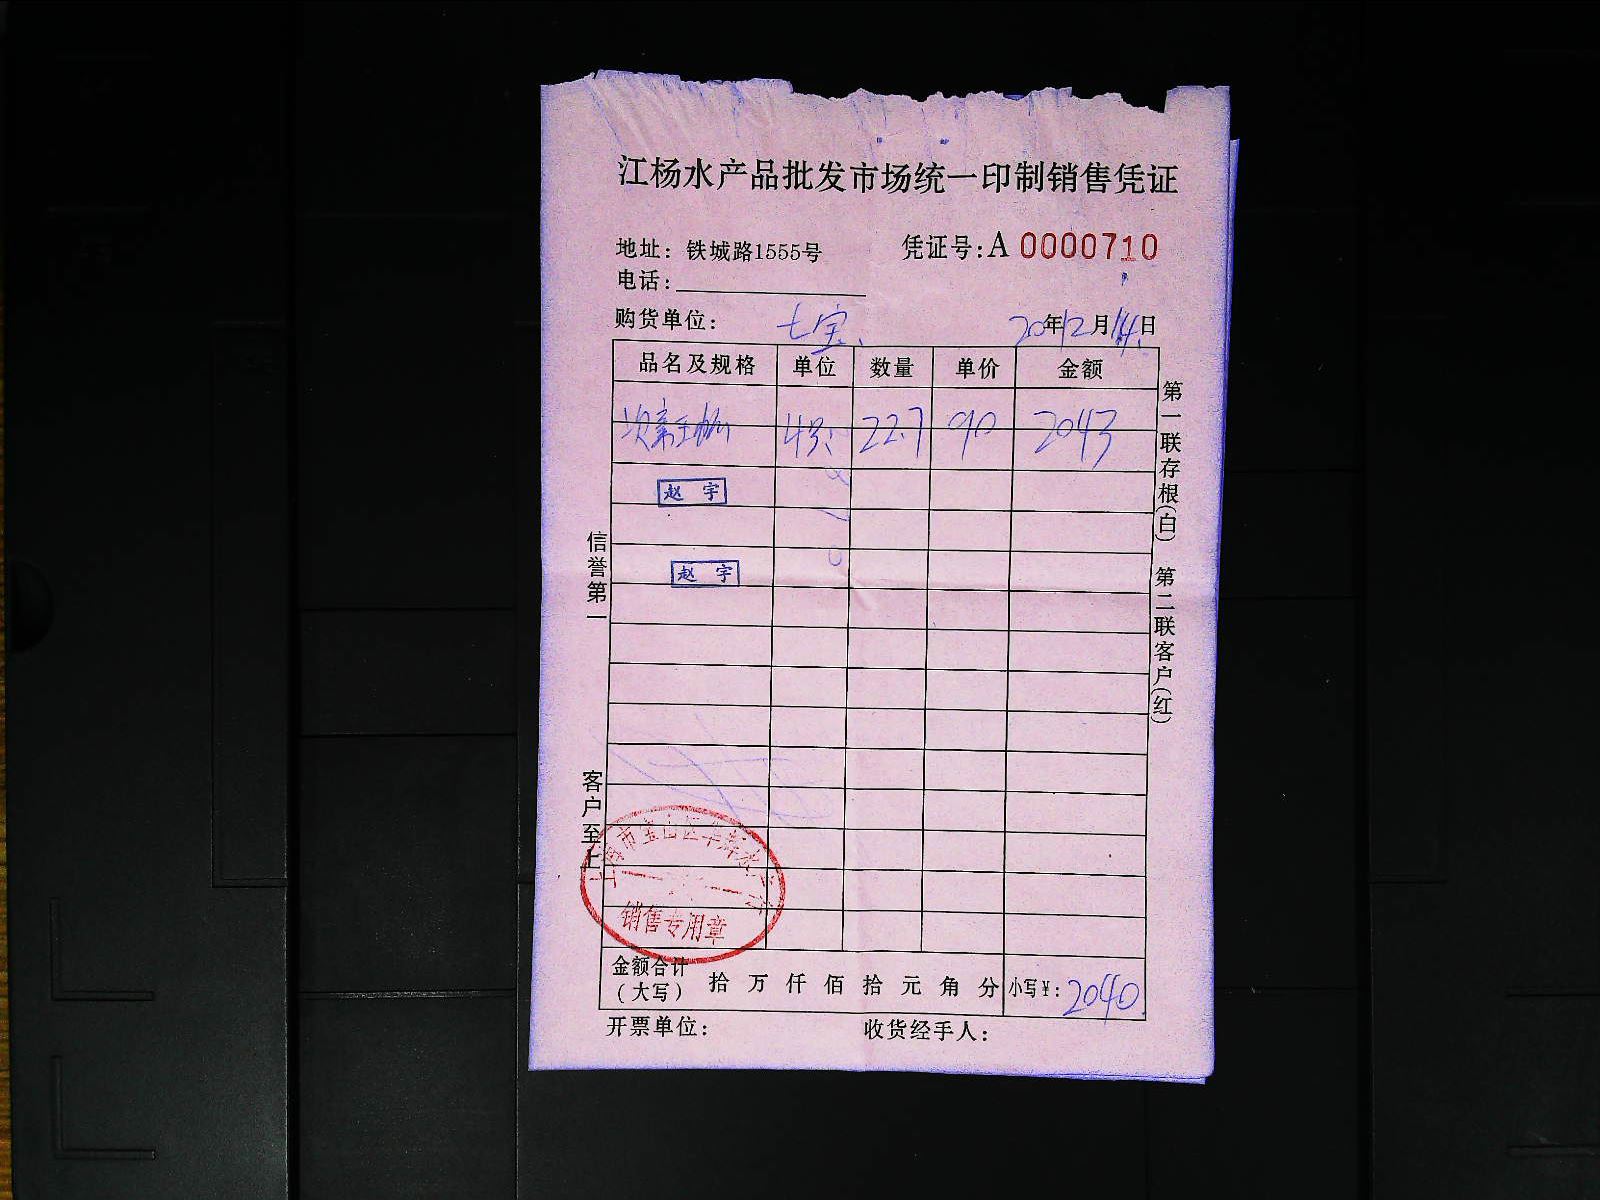 江杨水产品批发市场统一印制销售凭证
地址：铁城路1555号
凭证号：A 0000710
电话：
购货单位：七宝
20年12月14日
品名及规格 单位 数量 单价 金额
22.7 90 2043
赵 宇
赵 宇
信誉第一
客户至上
第一联存根(白) 第二联客户(红)
销售专用章
金额合计(大写) 拾 万 仟 佰 拾 元 角 分 小写¥：2040
开票单位： 收货经手人：